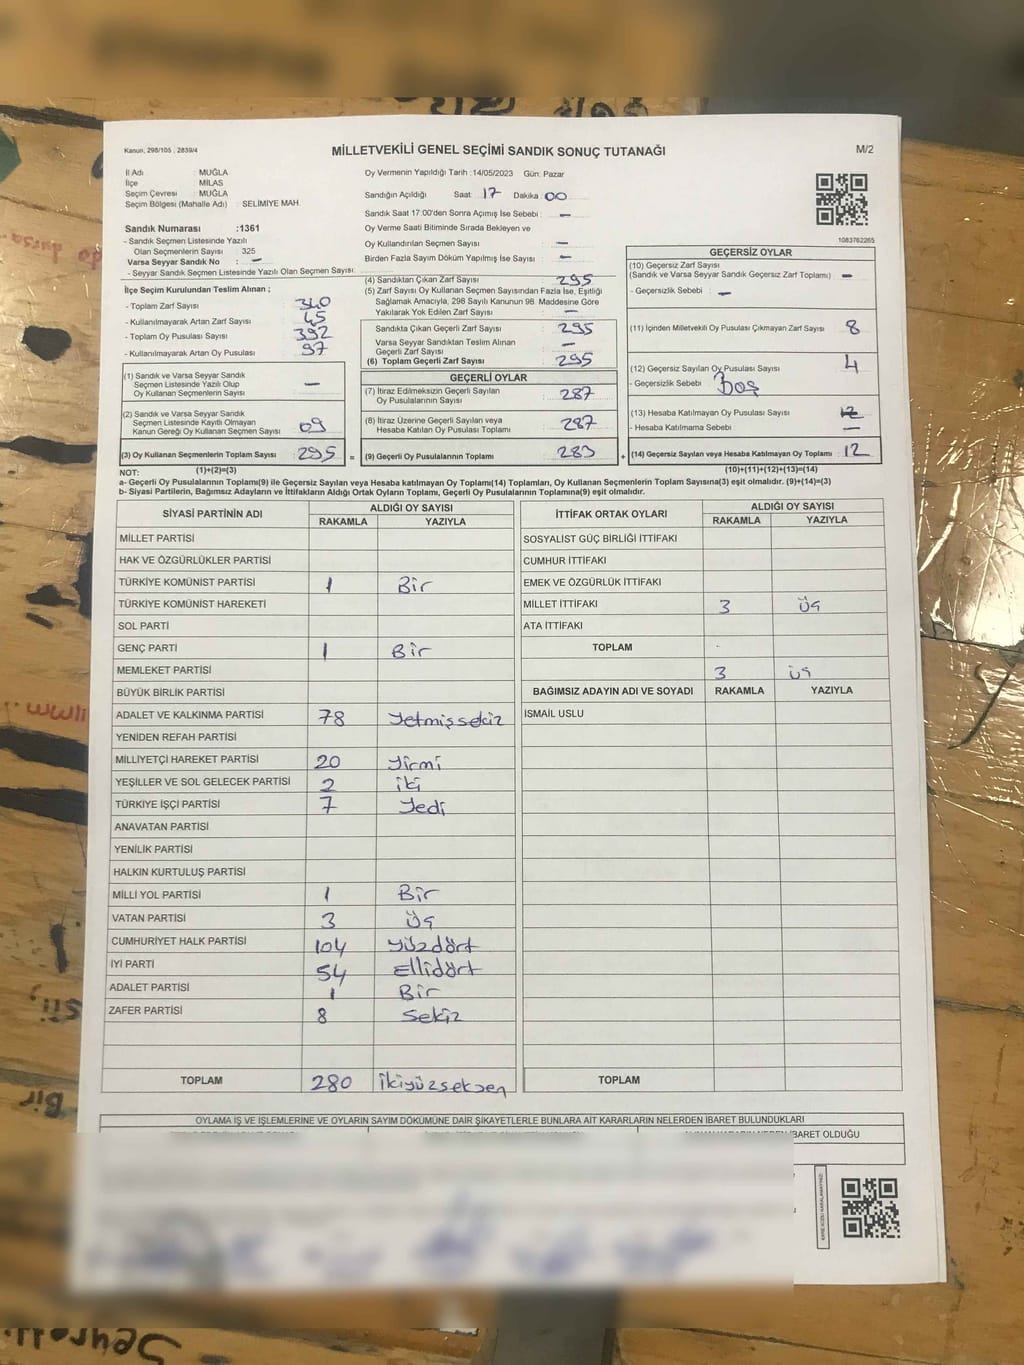 Kanun, 298/105 , 2839/4
MİLLETVEKİLİ GENEL SEÇİMİ SANDIK SONUÇ TUTANAĞI
M/2
İl Adı : MUĞLA
İlçe : MİLAS
Seçim Çevresi : MUĞLA
Seçim Bölgesi (Mahalle Adı) : SELİMİYE MAH
Sandık Numarası :1361
- Sandık Seçmen Listesinde Yazılı
Olan Seçmenlerin Sayısı : 325
Varsa Seyyar Sandık No : –
- Seyyar Sandık Seçmen Listesinde Yazılı Olan Seçmen Sayısı:
İlçe Seçim Kurulundan Teslim Alınan ;
- Toplam Zarf Sayısı : 340
- Kullanılmayarak Artan Zarf Sayısı : 45
- Toplam Oy Pusulası Sayısı : 392
- Kullanılmayarak Artan Oy Pusulası : 97
(1) Sandık ve Varsa Seyyar Sandık
Seçmen Listesinde Yazılı Olup
Oy Kullanan Seçmenlerin Sayısı : –
(2) Sandık ve Varsa Seyyar Sandık
Seçmen Listesinde Kayıtlı Olmayan
Kanun Gereği Oy Kullanan Seçmen Sayısı : 09
(3) Oy Kullanan Seçmenlerin Toplam Sayısı : 295 =
Oy Vermenin Yapıldığı Tarih : 14/05/2023 Gün: Pazar
Sandığın Açıldığı Saat: 17 Dakika: 00
Sandık Saat 17:00'den Sonra Açımış İse Sebebi : –
Oy Verme Saati Bitiminde Sırada Bekleyen ve
Oy Kullandırılan Seçmen Sayısı : –
Birden Fazla Sayım Döküm Yapılmış İse Sayısı : –
(4) Sandıktan Çıkan Zarf Sayısı : 295
(5) Zarf Sayısı Oy Kullanan Seçmen Sayısından Fazla İse, Eşitliği
Sağlamak Amacıyla, 298 Sayılı Kanunun 98. Maddesine Göre
Yakılarak Yok Edilen Zarf Sayısı : –
Sandıkta Çıkan Geçerli Zarf Sayısı : 295
Varsa Seyyar Sandıktan Teslim Alınan
Geçerli Zarf Sayısı : –
(6) Toplam Geçerli Zarf Sayısı : 295
GEÇERLİ OYLAR
(7) İtiraz Edilmeksizin Geçerli Sayılan
Oy Pusulalarının Sayısı : 287
(8) İtiraz Üzerine Geçerli Sayılan veya
Hesaba Katılan Oy Pusulası Toplamı : 287
(9) Geçerli Oy Pusulalarının Toplamı : 283 +
1083762265
GEÇERSİZ OYLAR
(10) Geçersiz Zarf Sayısı
(Sandık ve Varsa Seyyar Sandık Geçersiz Zarf Toplamı) : –
- Geçersizlik Sebebi : –
(11) İçinden Milletvekili Oy Pusulası Çıkmayan Zarf Sayısı : 8
(12) Geçersiz Sayılan Oy Pusulası Sayısı : 4
- Geçersizlik Sebebi : Boş
(13) Hesaba Katılmayan Oy Pusulası Sayısı :
- Hesaba Katılmama Sebebi : –
(14) Geçersiz Sayılan veya Hesaba Katılmayan Oy Toplamı : 12
NOT: (1)+(2)=(3) (10)+(11)+(12)+(13)=(14)
a- Geçerli Oy Pusulalarının Toplamı(9) ile Geçersiz Sayılan veya Hesaba katılmayan Oy Toplamı(14) Toplamları, Oy Kullanan Seçmenlerin Toplam Sayısına(3) eşit olmalıdır. (9)+(14)=(3)
b- Siyasi Partilerin, Bağımsız Adayların ve İttifakların Aldığı Ortak Oyların Toplamı, Geçerli Oy Pusulalarının Toplamına(9) eşit olmalıdır.
SİYASİ PARTİNİN ADI ALDIĞI OY SAYISI
RAKAMLA YAZIYLA
MİLLET PARTİSİ
HAK VE ÖZGÜRLÜKLER PARTİSİ
TÜRKİYE KOMÜNİST PARTİSİ 1 Bir
TÜRKİYE KOMÜNİST HAREKETİ
SOL PARTİ
GENÇ PARTİ 1 Bir
MEMLEKET PARTİSİ
BÜYÜK BİRLİK PARTİSİ
ADALET VE KALKINMA PARTİSİ 78 Yetmişsekiz
YENİDEN REFAH PARTİSİ
MİLLİYETÇİ HAREKET PARTİSİ 20 Yirmi
YEŞİLLER VE SOL GELECEK PARTİSİ 2 iki
TÜRKİYE İŞÇİ PARTİSİ 7 Yedi
ANAVATAN PARTİSİ
YENİLİK PARTİSİ
HALKIN KURTULUŞ PARTİSİ
MİLLİ YOL PARTİSİ 1 Bir
VATAN PARTİSİ 3 Üç
CUMHURİYET HALK PARTİSİ 104 Yüzdört
İYİ PARTİ 54 Ellidört
ADALET PARTİSİ 1 Bir
ZAFER PARTİSİ 8 Sekiz
TOPLAM 280 İkiyüzseksen
İTTİFAK ORTAK OYLARI ALDIĞI OY SAYISI
RAKAMLA YAZIYLA
SOSYALİST GÜÇ BİRLİĞİ İTTİFAKI
CUMHUR İTTİFAKI
EMEK VE ÖZGÜRLÜK İTTİFAKI
MİLLET İTTİFAKI 3 Üç
ATA İTTİFAKI
TOPLAM
3 üç
BAĞIMSIZ ADAYIN ADI VE SOYADI RAKAMLA YAZIYLA
İSMAİL USLU
TOPLAM
OYLAMA İŞ VE İŞLEMLERİNE VE OYLARIN SAYIM DÖKÜMÜNE DAİR ŞİKAYETLERLE BUNLARA AİT KARARLARIN NELERDEN İBARET BULUNDUKLARI
İBARET OLDUĞU